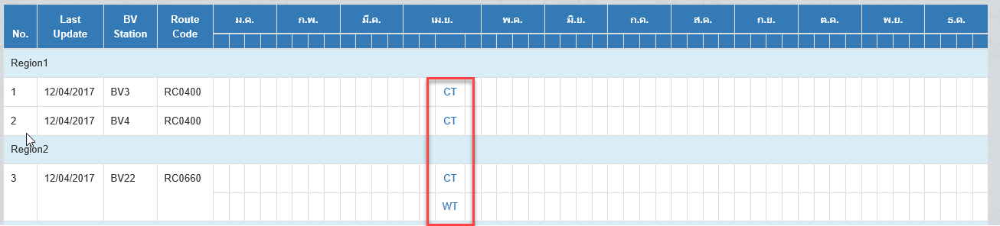 No. Last Update BV Station Route Code ม.ค. ก.พ. มี.ค. เม.ย. พ.ค. มิ.ย. ก.ค. ส.ค. ก.ย. ต.ค. พ.ย. ธ.ค.
Region1
1 12/04/2017 BV3 RC0400 CT
2 12/04/2017 BV4 RC0400 CT
Region2
3 12/04/2017 BV22 RC0660 CT
WT